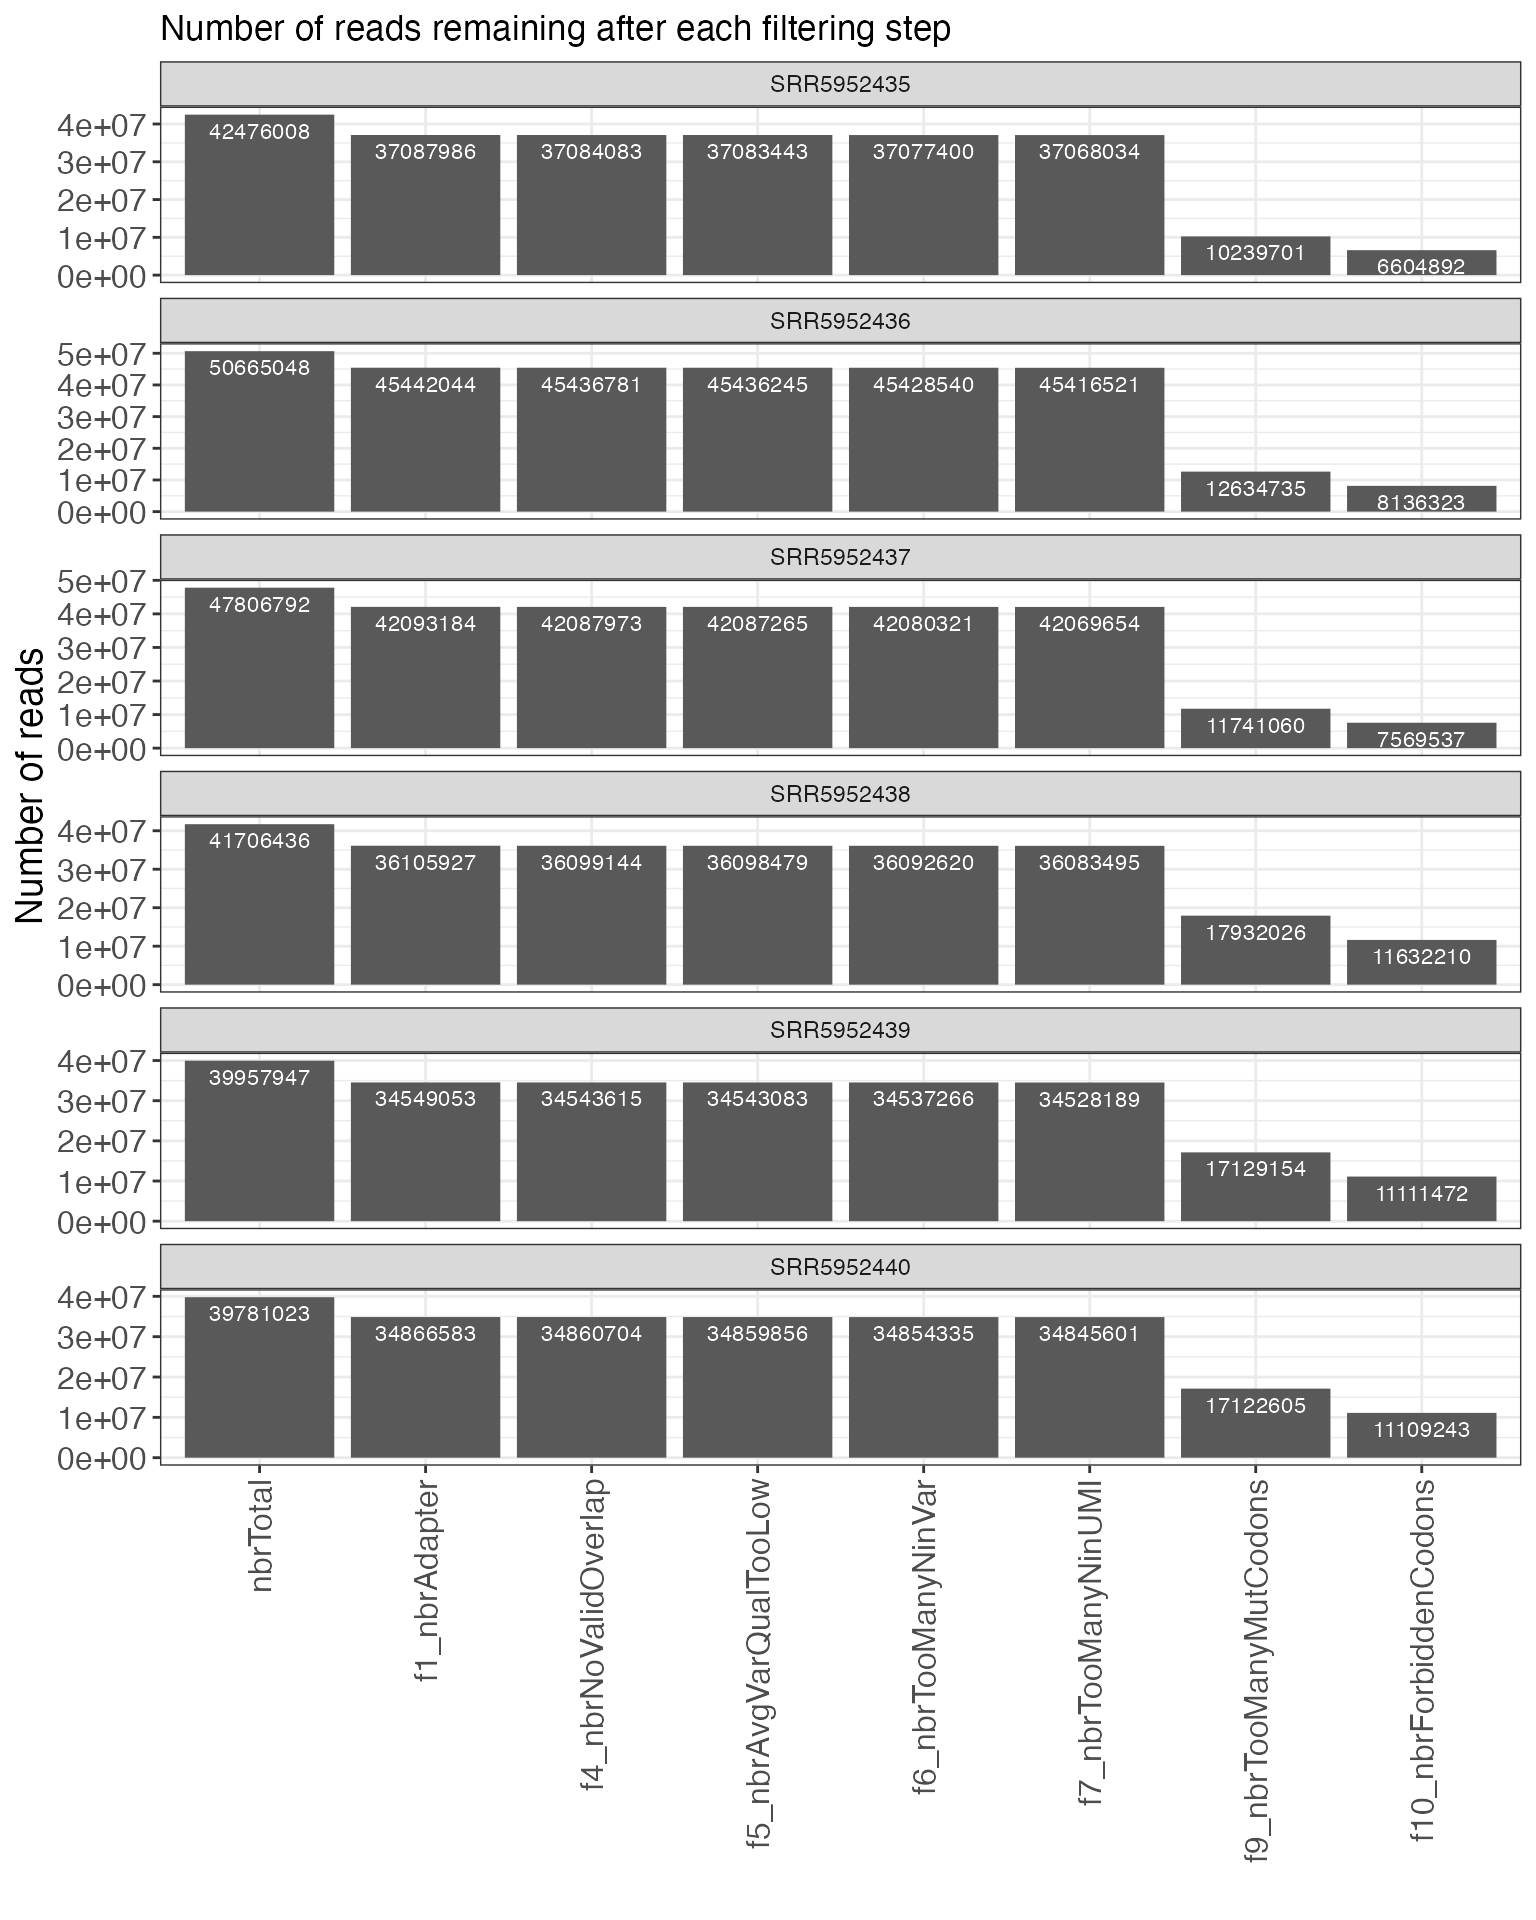 Number of reads remaining after each filtering step
Number of reads
SRR5952435
4e+07
3e+07
2e+07
1e+07
0e+00
42476008 37087986 37084083 37083443 37077400 37068034 10239701 6604892
SRR5952436
5e+07
4e+07
3e+07
2e+07
1e+07
0e+00
50665048 45442044 45436781 45436245 45428540 45416521 12634735 8136323
SRR5952437
5e+07
4e+07
3e+07
2e+07
1e+07
0e+00
47806792 42093184 42087973 42087265 42080321 42069654 11741060 7569537
SRR5952438
4e+07
3e+07
2e+07
1e+07
0e+00
41706436 36105927 36099144 36098479 36092620 36083495 17932026 11632210
SRR5952439
4e+07
3e+07
2e+07
1e+07
0e+00
39957947 34549053 34543615 34543083 34537266 34528189 17129154 11111472
SRR5952440
4e+07
3e+07
2e+07
1e+07
0e+00
39781023 34866583 34860704 34859856 34854335 34845601 17122605 11109243
nbrTotal
f1_nbrAdapter
f4_nbrNoValidOverlap
f5_nbrAvgVarQualTooLow
f6_nbrTooManyNinVar
f7_nbrTooManyNinUMI
f9_nbrTooManyMutCodons
f10_nbrForbiddenCodons